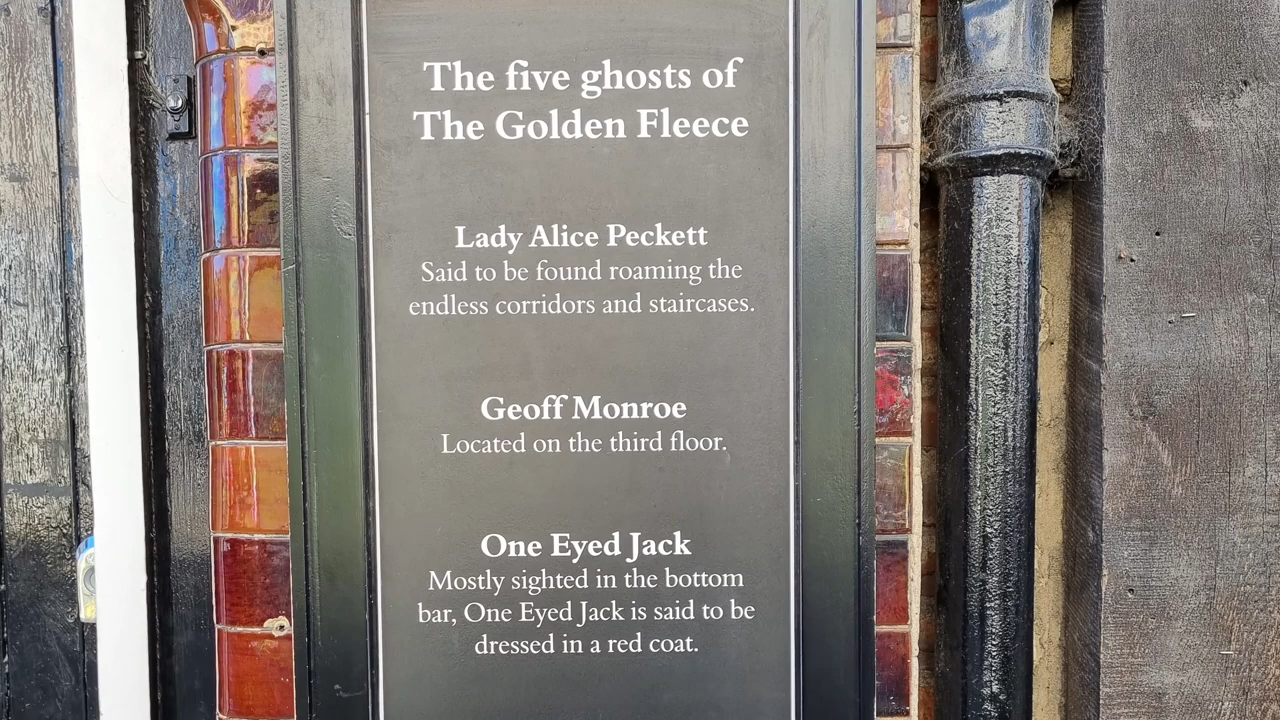 The five ghosts of
The Golden Fleece
Lady Alice Peckett
Said to be found roaming the
endless corridors and staircases.
Geoff Monroe
Located on the third floor.
One Eyed Jack
Mostly sighted in the bottom
bar, One Eyed Jack is said to be
dressed in a red coat.